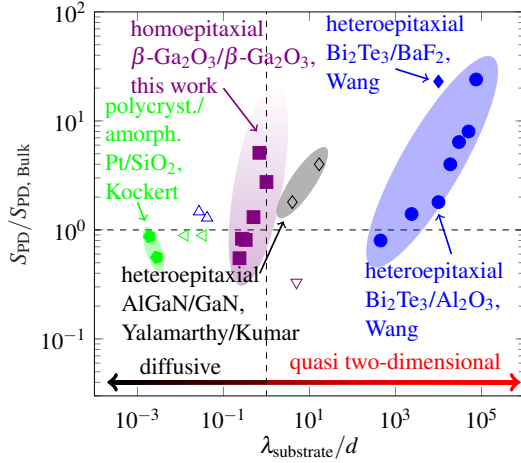 homoepitaxial
β-Ga2O3/β-Ga2O3,
this work
heteroepitaxial
Bi2Te3/BaF2,
Wang
polycryst./
amorph.
Pt/SiO2,
Kockert
heteroepitaxial
AlGaN/GaN,
Yalamarthy/Kumar
heteroepitaxial
Bi2Te3/Al2O3,
Wang
diffusive
quasi two-dimensional
10^2
10^1
10^0
10^−1
S_PD/S_PD, Bulk
10^−3
10^−1
10^1
10^3
10^5
λ_substrate/d